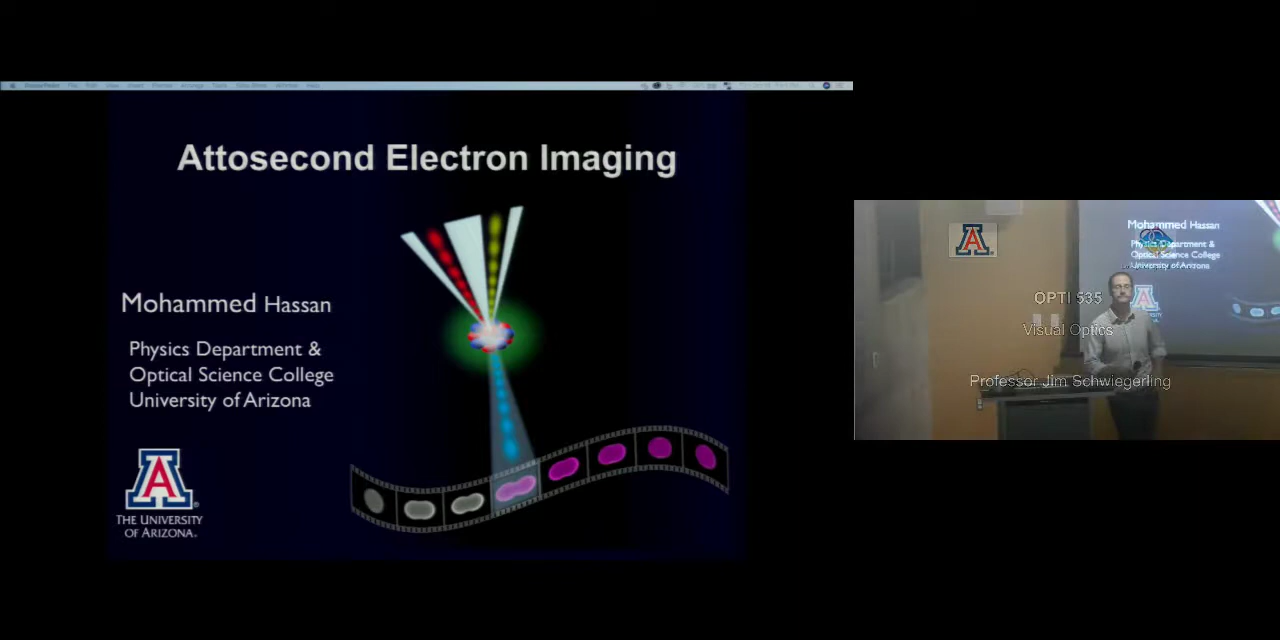 Attosecond Electron Imaging
Mohammed Hassan
Physics Department &
Optical Science College
University of Arizona
THE UNIVERSITY
OF ARIZONA.
Mohammed Hassan
Physics Department &
Optical Science College
University of Arizona
OPTI 535
Visual Optics
Professor Jim Schwiegerling